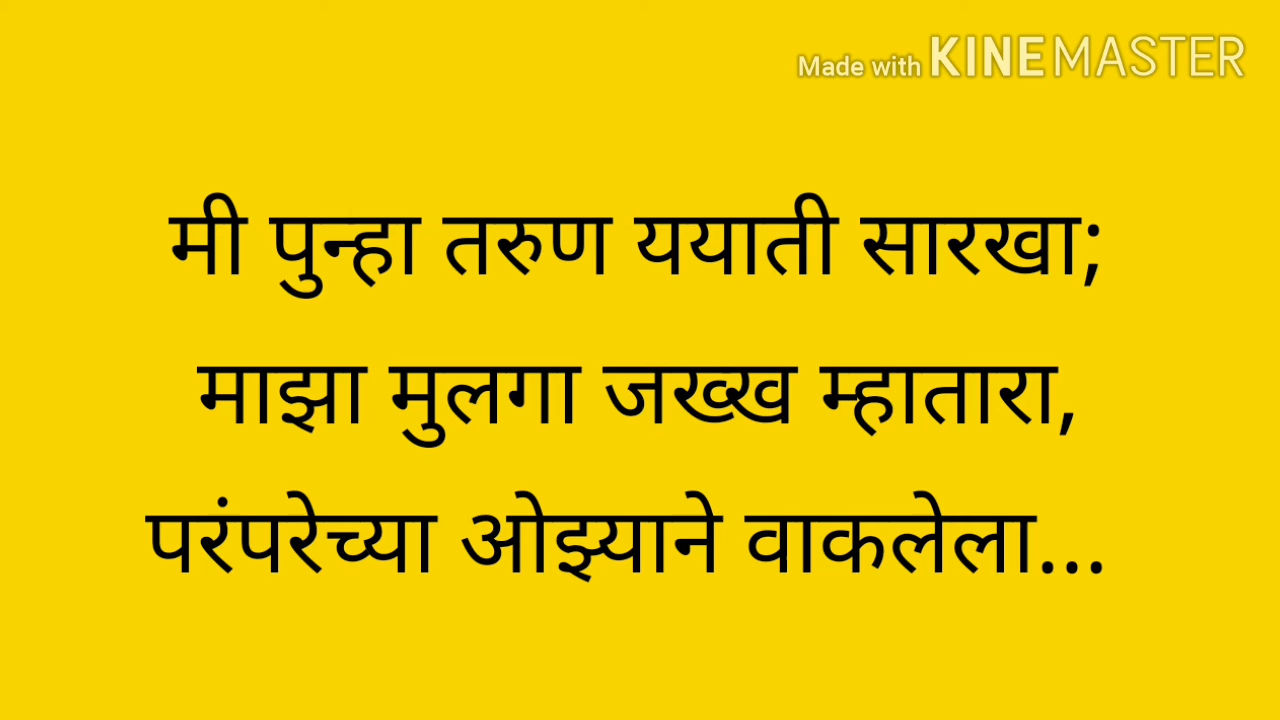 Made with KINEMASTER
मी पुन्हा तरुण ययाती सारखा;
माझा मुलगा जख्ख म्हातारा,
परंपरेच्या ओझ्याने वाकलेला...